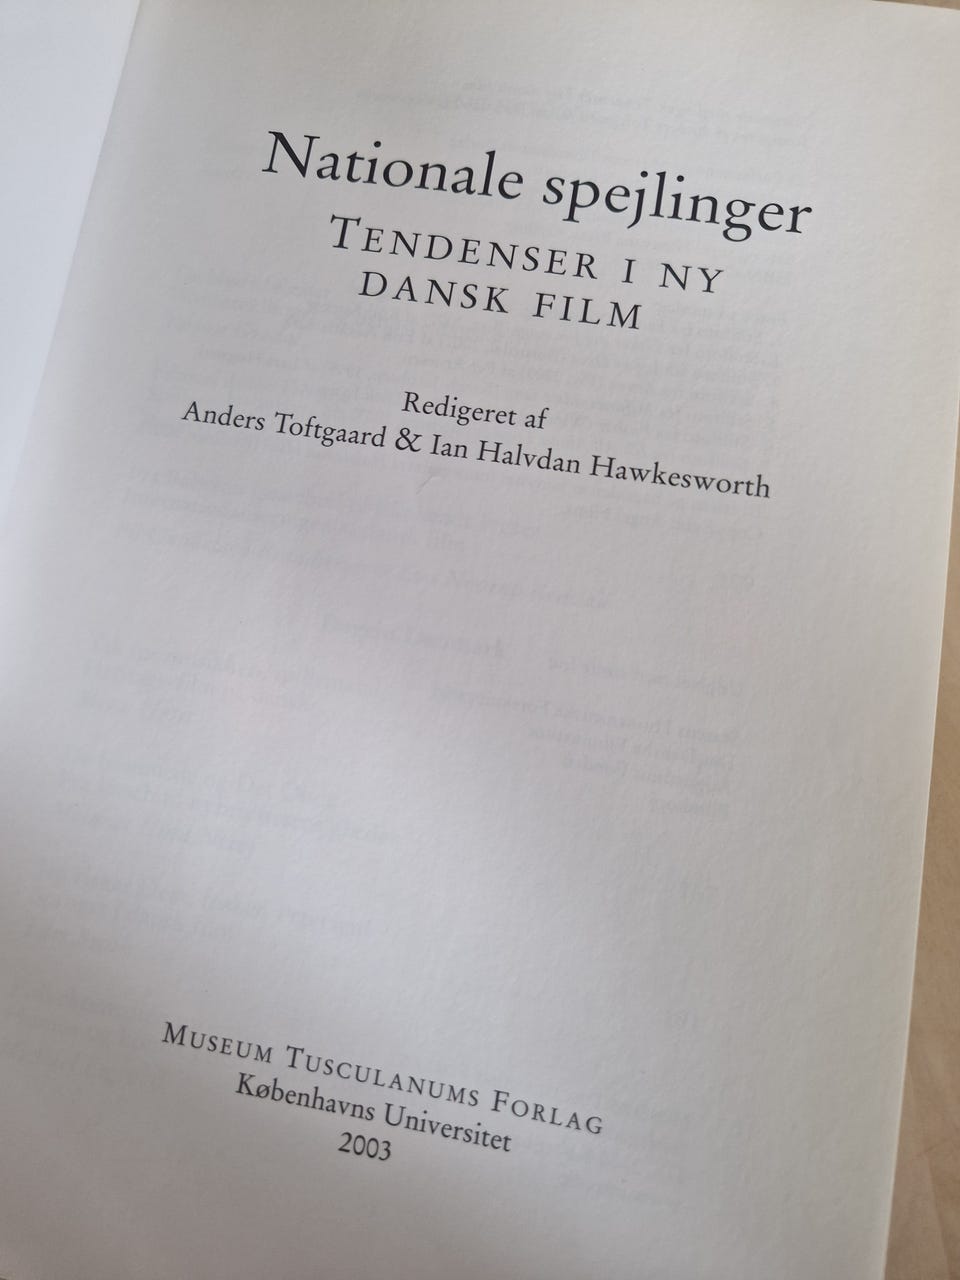 Nationale spejlinger
TENDENSER I NY
DANSK FILM
Redigeret af
Anders Toftgaard & Ian Halvdan Hawkesworth
MUSEUM TUSCULANUMS FORLAG
Københavns Universitet
2003